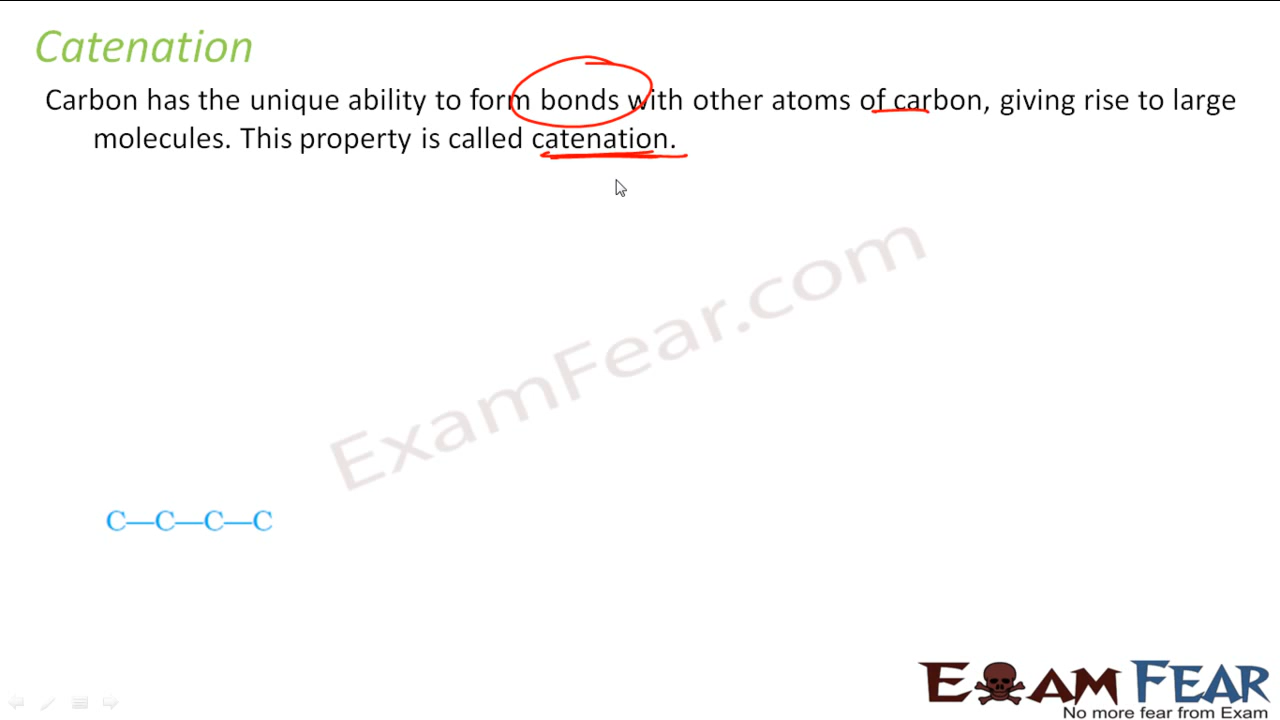 Catenation
Carbon has the unique ability to form bonds with other atoms of carbon, giving rise to large
molecules. This property is called catenation.
ExamFear.com
C—C—C—C
EXAM FEAR
No more fear from Exam